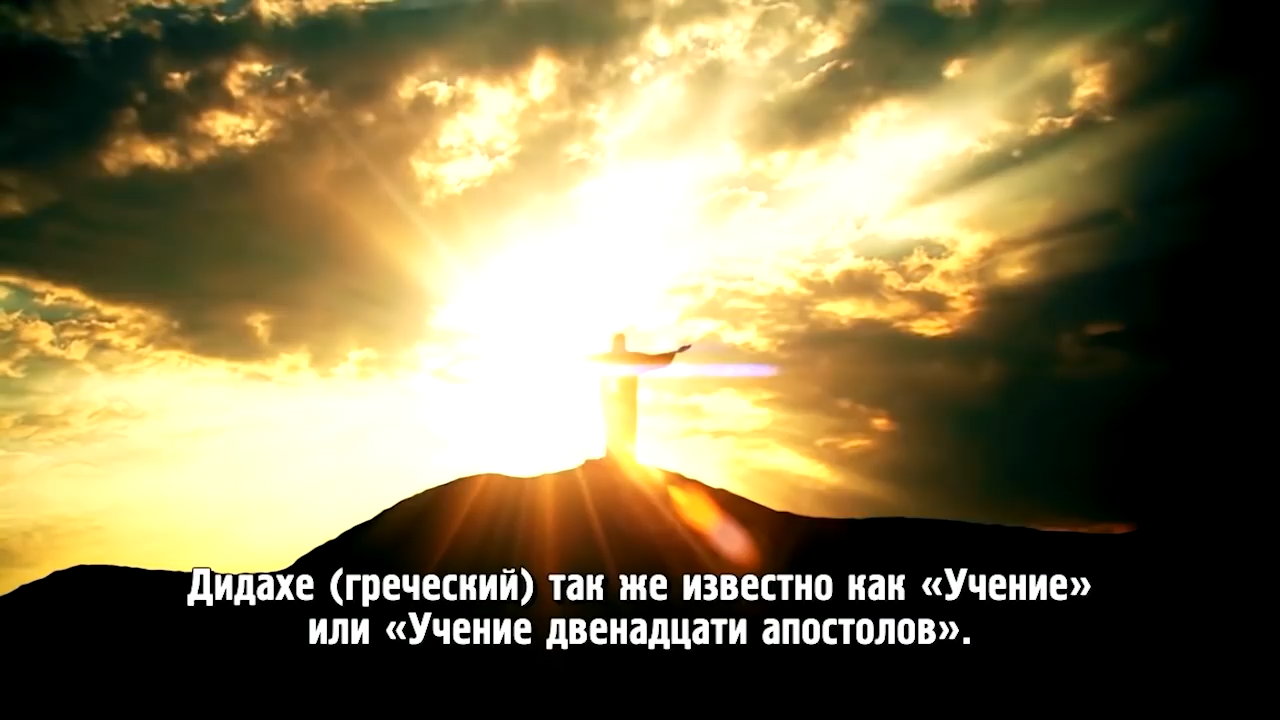 Дидахе (греческий) так же известно как «Учение»
или «Учение двенадцати апостолов».